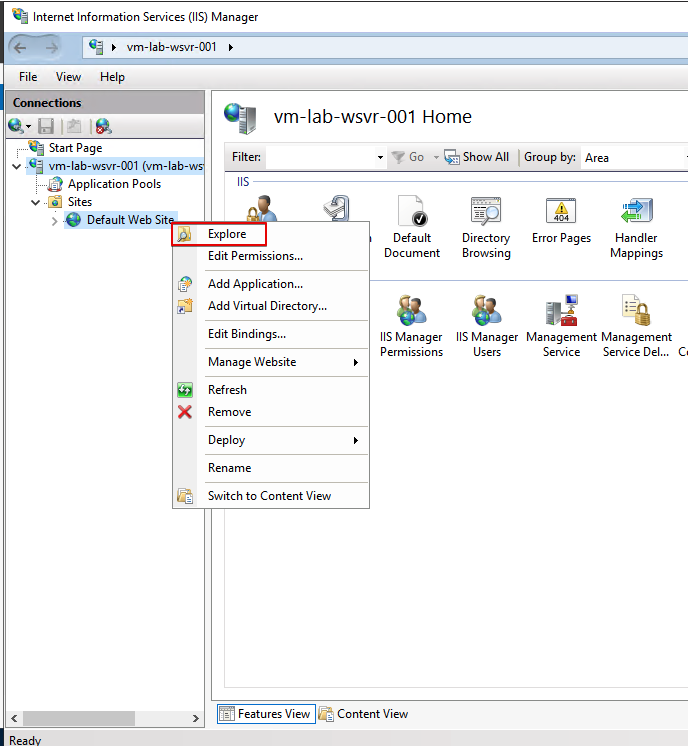 Internet Information Services (IIS) Manager
vm-lab-wsvr-001
File View Help
Connections
Start Page
vm-lab-wsvr-001 (vm-lab-ws
Application Pools
Sites
Default Web Site
vm-lab-wsvr-001 Home
Filter: Go Show All Group by: Area
IIS
Default
Document
Directory
Browsing
Error Pages
404
Handler
Mappings
IIS Manager
Permissions
IIS Manager
Users
Management
Service
Management
Service Del...
Explore
Edit Permissions...
Add Application...
Add Virtual Directory...
Edit Bindings...
Manage Website
Refresh
Remove
Deploy
Rename
Switch to Content View
Features View Content View
Ready